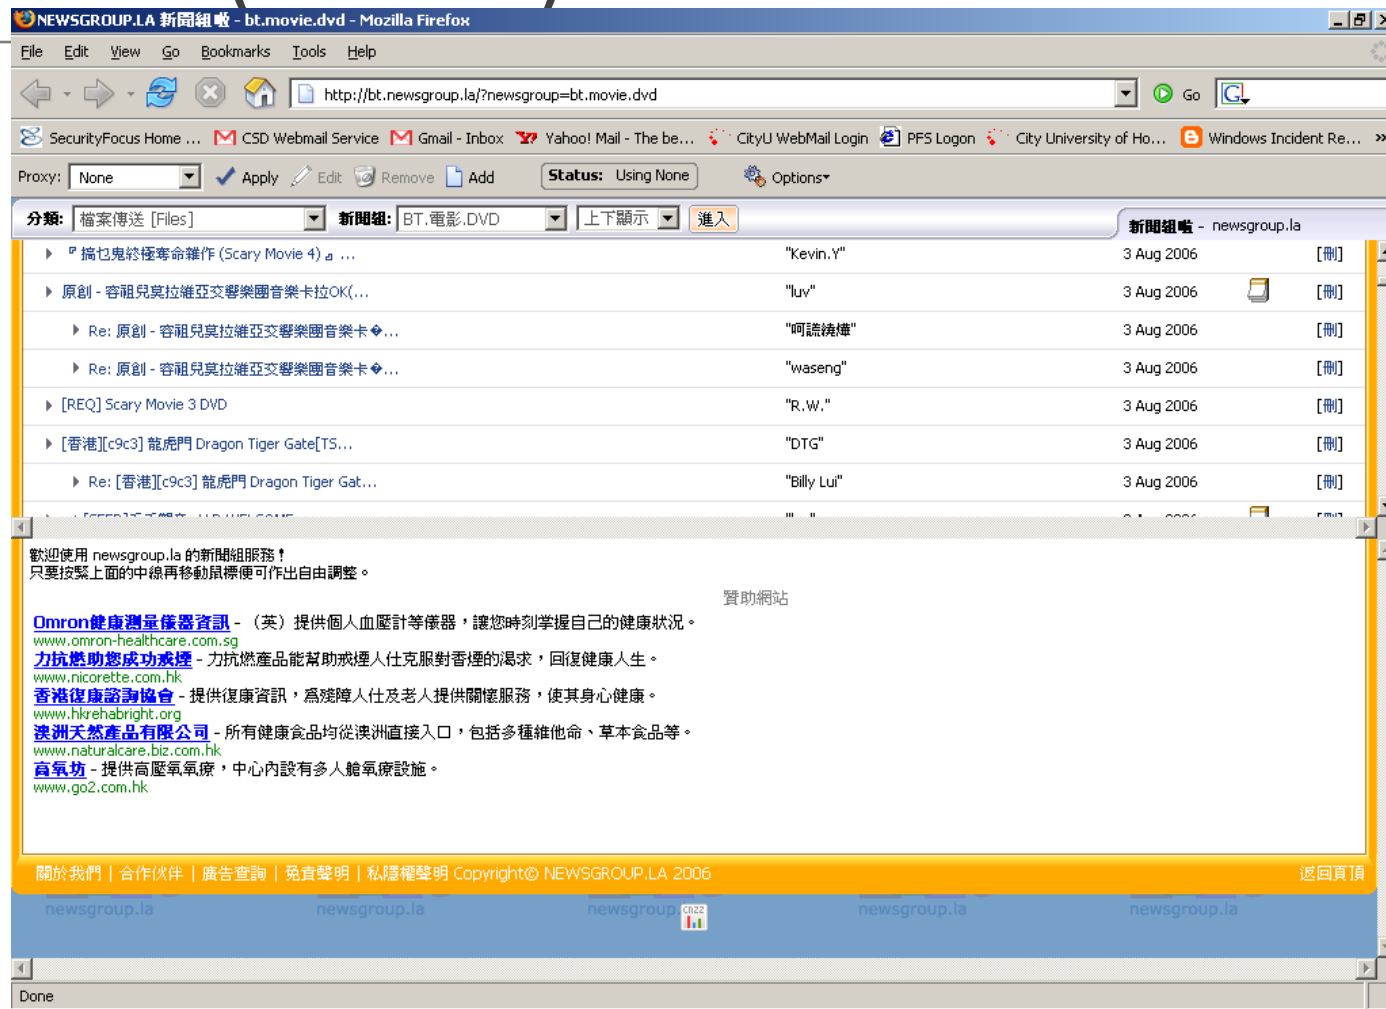 NEWSGROUP.LA 新聞組啦 - bt.movie.dvd - Mozilla Firefox
File Edit View Go Bookmarks Tools Help
http://bt.newsgroup.la/?newsgroup=bt.movie.dvd Go G
SecurityFocus Home ... CSD Webmail Service Gmail - Inbox Yahoo! Mail - The be... CityU WebMail Login PFS Logon City University of Ho... Windows Incident Re... »
Proxy: None Apply Edit Remove Add Status: Using None Options
分類: 檔案傳送 [Files] 新聞組: BT.電影.DVD 上下顯示 進入 新聞組啦 - newsgroup.la
『 搞乜鬼終極奪命雜作 (Scary Movie 4) 』 ... "Kevin.Y" 3 Aug 2006 [刪]
原創 - 容祖兒莫拉維亞交響樂團音樂卡拉OK(... "luv" 3 Aug 2006 [刪]
Re: 原創 - 容祖兒莫拉維亞交響樂團音樂卡�... 3 Aug 2006 [刪]
Re: 原創 - 容祖兒莫拉維亞交響樂團音樂卡�... "waseng" 3 Aug 2006 [刪]
[REQ] Scary Movie 3 DVD "R.W." 3 Aug 2006 [刪]
[香港][c9c3] 龍虎門 Dragon Tiger Gate[TS... "DTG" 3 Aug 2006 [刪]
Re: [香港][c9c3] 龍虎門 Dragon Tiger Gat... "Billy Lui" 3 Aug 2006 [刪]
歡迎使用 newsgroup.la 的新聞組服務！
只要按緊上面的中線再移動鼠標便可作出自由調整。
贊助網站
Omron健康測量儀器資訊 - （英）提供個人血壓計等儀器，讓您時刻掌握自己的健康狀況。
www.omron-healthcare.com.sg
力抗燃助您成功戒煙 - 力抗燃產品能幫助戒煙人仕克服對香煙的渴求，回復健康人生。
www.nicorette.com.hk
香港復康諮詢協會 - 提供復康資訊，為殘障人仕及老人提供關懷服務，使其身心健康。
www.hkrehabright.org
澳洲天然產品有限公司 - 所有健康食品均從澳洲直接入口，包括多種維他命、草本食品等。
www.naturalcare.biz.com.hk
高氧坊 - 提供高壓氧氣療，中心內設有多人艙氧療設施。
www.go2.com.hk
關於我們 | 合作伙伴 | 廣告查詢 | 免責聲明 | 私隱權聲明 Copyright© NEWSGROUP.LA 2006 返回頁頂
newsgroup.la newsgroup.la newsgroup. CNZZ newsgroup.la newsgroup.la
Done